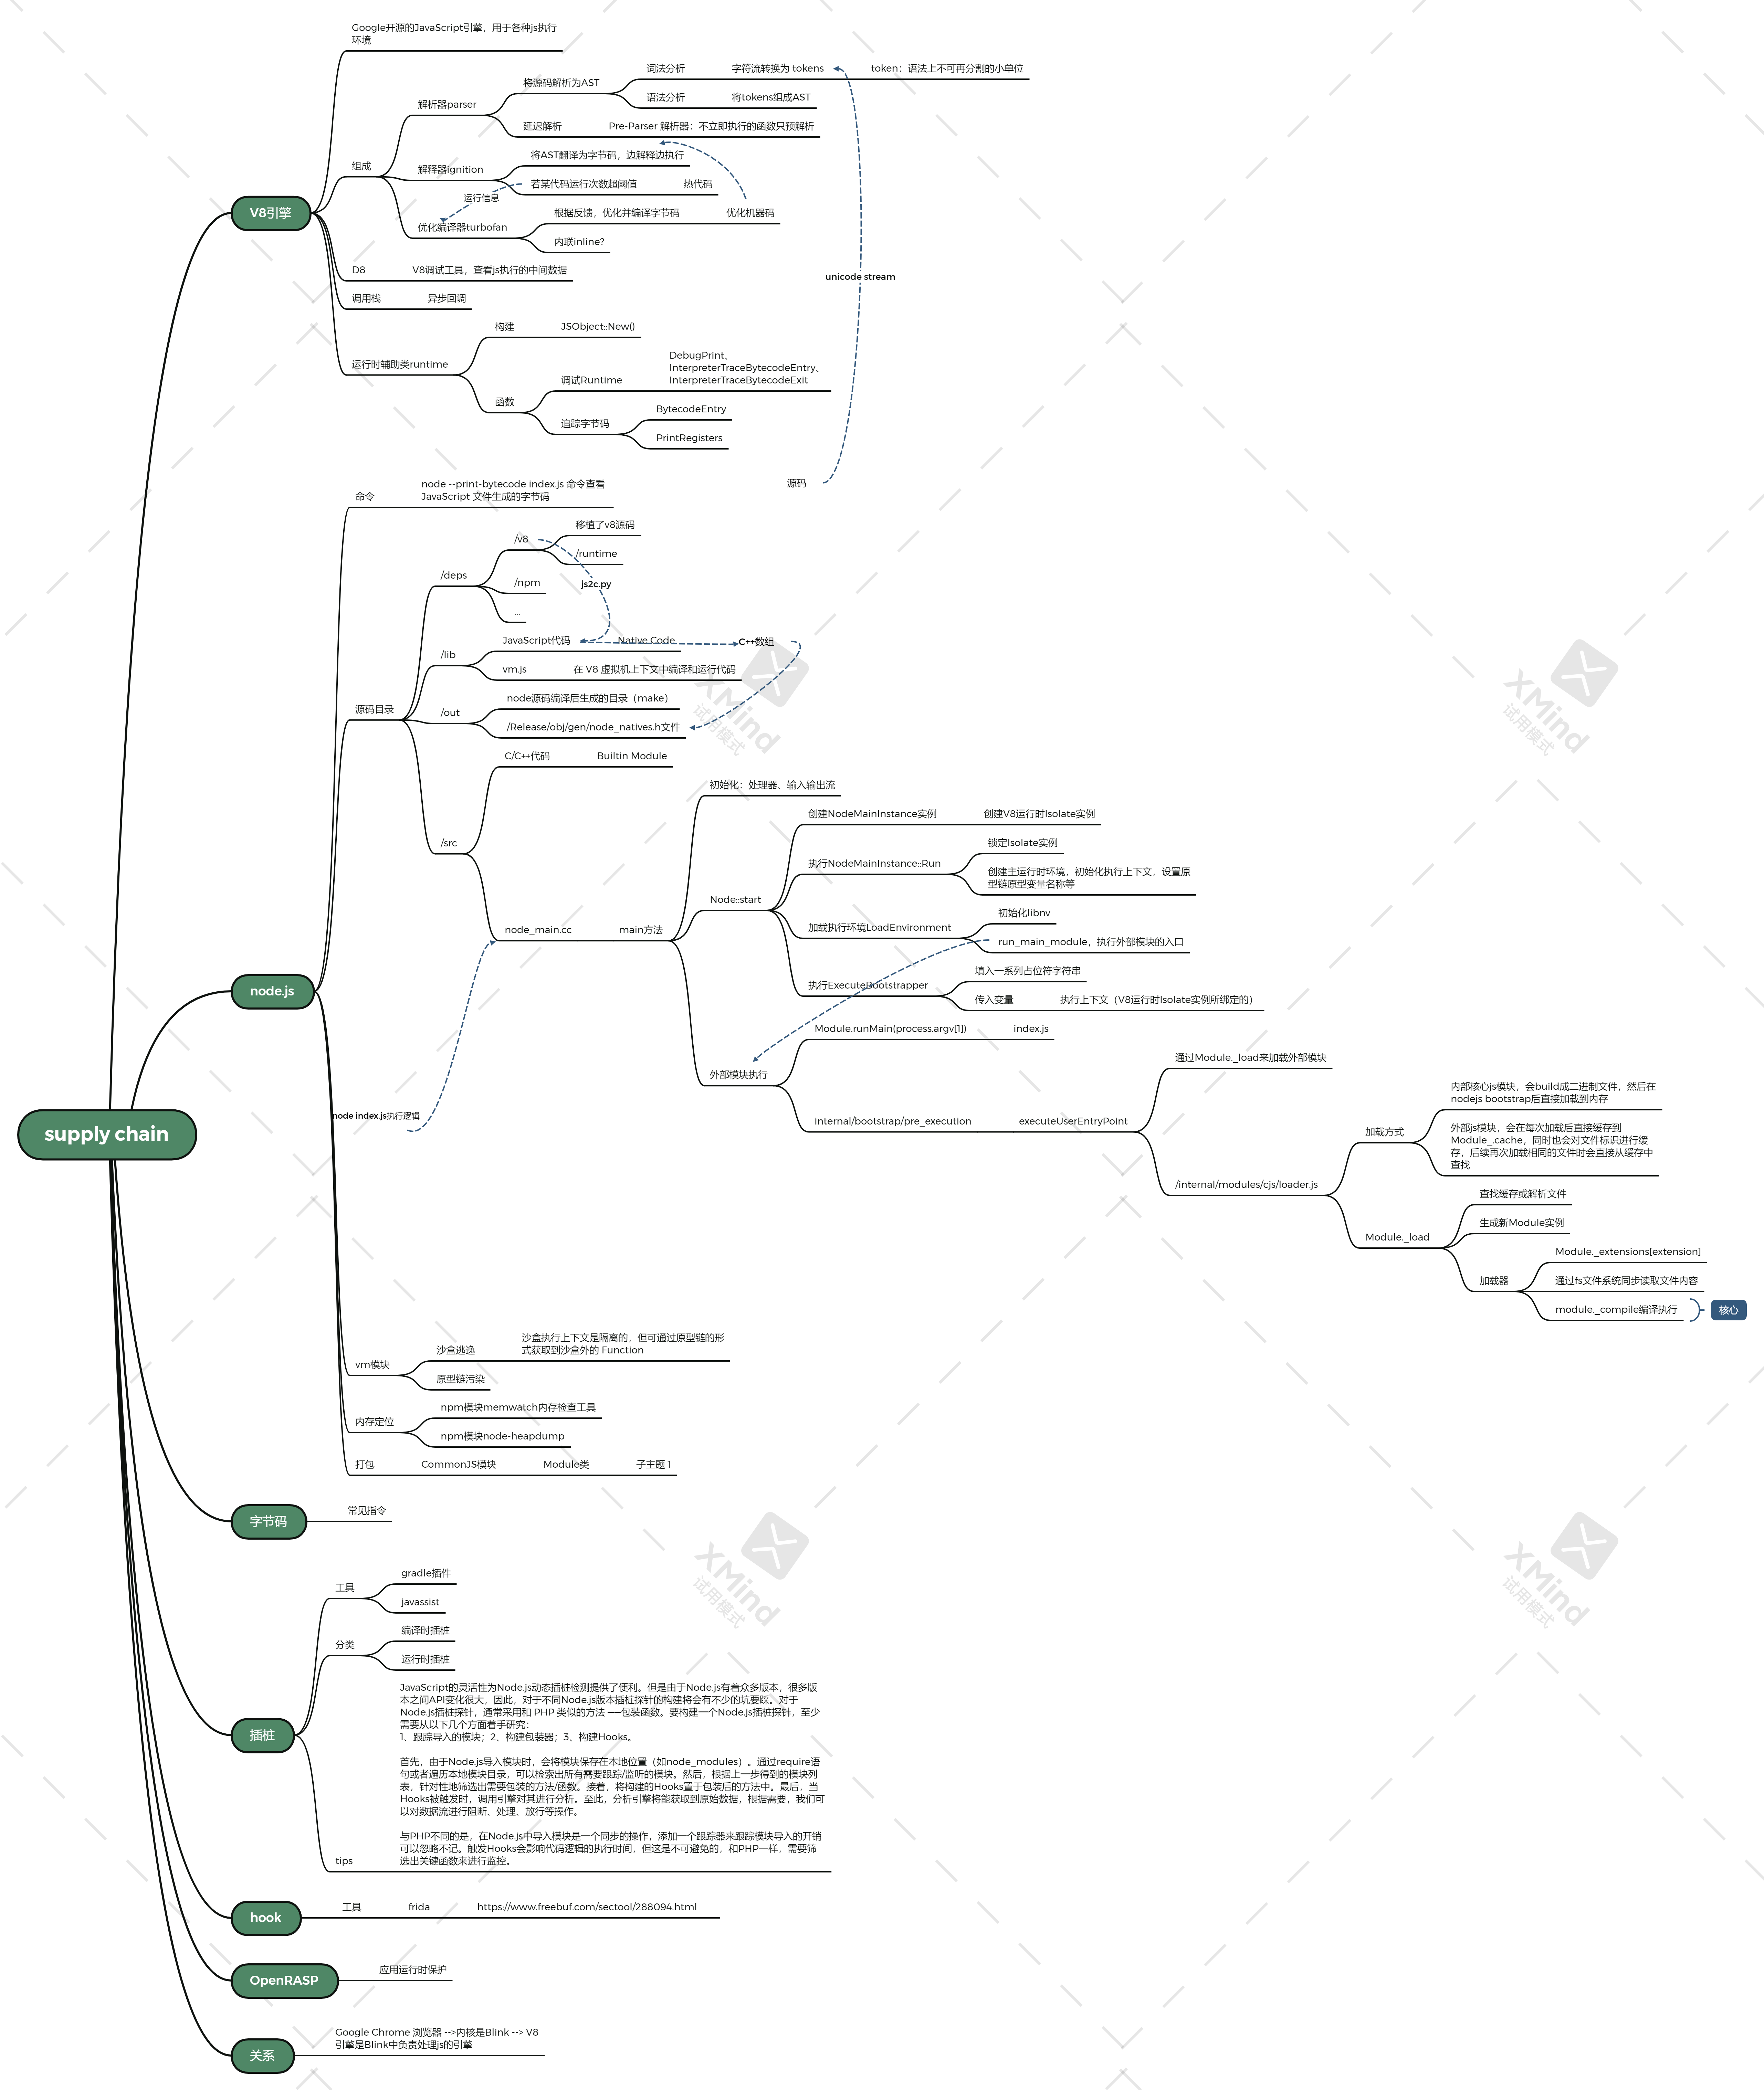 supply chain
V8引擎
Google开源的JavaScript引擎，用于各种js执行
环境
组成
解析器parser
将源码解析为AST
词法分析
字符流转换为 tokens
token：语法上不可再分割的小单位
语法分析
将tokens组成AST
延迟解析
Pre-Parser 解析器：不立即执行的函数只预解析
解释器Ignition
将AST翻译为字节码，边解释边执行
若某代码运行次数超阈值
热代码
运行信息
优化编译器turbofan
根据反馈，优化并编译字节码
优化机器码
内联inline?
D8
V8调试工具，查看js执行的中间数据
unicode stream
调用栈
异步回调
运行时辅助类runtime
构建
JSObject::New()
函数
调试Runtime
DebugPrint、
InterpreterTraceBytecodeEntry、
InterpreterTraceBytecodeExit
追踪字节码
BytecodeEntry
PrintRegisters
源码
node.js
命令
node --print-bytecode index.js 命令查看
JavaScript 文件生成的字节码
源码目录
/deps
/v8
移植了v8源码
/runtime
/npm
...
js2c.py
/lib
JavaScript代码
Native Code
C++数组
vm.js
在 V8 虚拟机上下文中编译和运行代码
/out
node源码编译后生成的目录（make）
/Release/obj/gen/node_natives.h文件
/src
C/C++代码
Builtin Module
node_main.cc
main方法
初始化：处理器、输入输出流
Node::start
创建NodeMainInstance实例
创建V8运行时Isolate实例
执行NodeMainInstance::Run
锁定Isolate实例
创建主运行时环境，初始化执行上下文，设置原
型链原型变量名称等
加载执行环境LoadEnvironment
初始化libnv
run_main_module，执行外部模块的入口
执行ExecuteBootstrapper
填入一系列占位符字符串
传入变量
执行上下文（V8运行时Isolate实例所绑定的）
外部模块执行
Module.runMain(process.argv[1])
index.js
internal/bootstrap/pre_execution
executeUserEntryPoint
通过Module._load来加载外部模块
/internal/modules/cjs/loader.js
加载方式
内部核心js模块，会build成二进制文件，然后在
nodejs bootstrap后直接加载到内存
外部js模块，会在每次加载后直接缓存到
Module_.cache，同时也会对文件标识进行缓
存，后续再次加载相同的文件时会直接从缓存中
查找
Module._load
查找缓存或解析文件
生成新Module实例
加载器
Module._extensions[extension]
通过fs文件系统同步读取文件内容
module._compile编译执行
核心
node index.js执行逻辑
vm模块
沙盒逃逸
沙盒执行上下文是隔离的，但可通过原型链的形
式获取到沙盒外的 Function
原型链污染
内存定位
npm模块memwatch内存检查工具
npm模块node-heapdump
打包
CommonJS模块
Module类
子主题 1
字节码
常见指令
插桩
工具
gradle插件
javassist
分类
编译时插桩
运行时插桩
tips
JavaScript的灵活性为Node.js动态插桩检测提供了便利。但是由于Node.js有着众多版本，很多版
本之间API变化很大，因此，对于不同Node.js版本插桩探针的构建将会有不少的坑要踩。对于
Node.js插桩探针，通常采用和 PHP 类似的方法 ——包装函数。要构建一个Node.js插桩探针，至少
需要从以下几个方面着手研究：
1、跟踪导入的模块；2、构建包装器；3、构建Hooks。
首先，由于Node.js导入模块时，会将模块保存在本地位置（如node_modules）。通过require语
句或者遍历本地模块目录，可以检索出所有需要跟踪/监听的模块。然后，根据上一步得到的模块列
表，针对性地筛选出需要包装的方法/函数。接着，将构建的Hooks置于包装后的方法中。最后，当
Hooks被触发时，调用引擎对其进行分析。至此，分析引擎将能获取到原始数据，根据需要，我们可
以对数据流进行阻断、处理、放行等操作。
与PHP不同的是，在Node.js中导入模块是一个同步的操作，添加一个跟踪器来跟踪模块导入的开销
可以忽略不记。触发Hooks会影响代码逻辑的执行时间，但这是不可避免的，和PHP一样，需要筛
选出关键函数来进行监控。
hook
工具
frida
https://www.freebuf.com/sectool/288094.html
OpenRASP
应用运行时保护
关系
Google Chrome 浏览器 -->内核是Blink --> V8
引擎是Blink中负责处理js的引擎
XMind
试用模式
XMind
试用模式
XMind
试用模式
XMind
试用模式